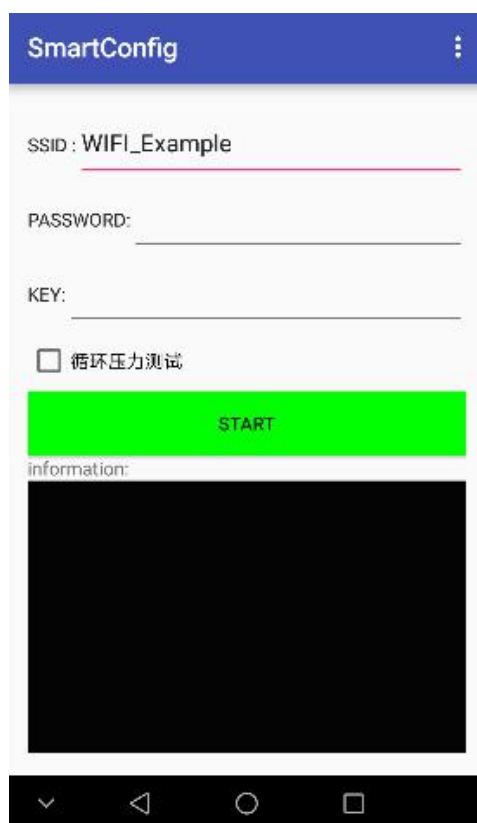 SmartConfig
SSID : WIFI_Example
PASSWORD:
KEY:
循环压力测试
START
information: